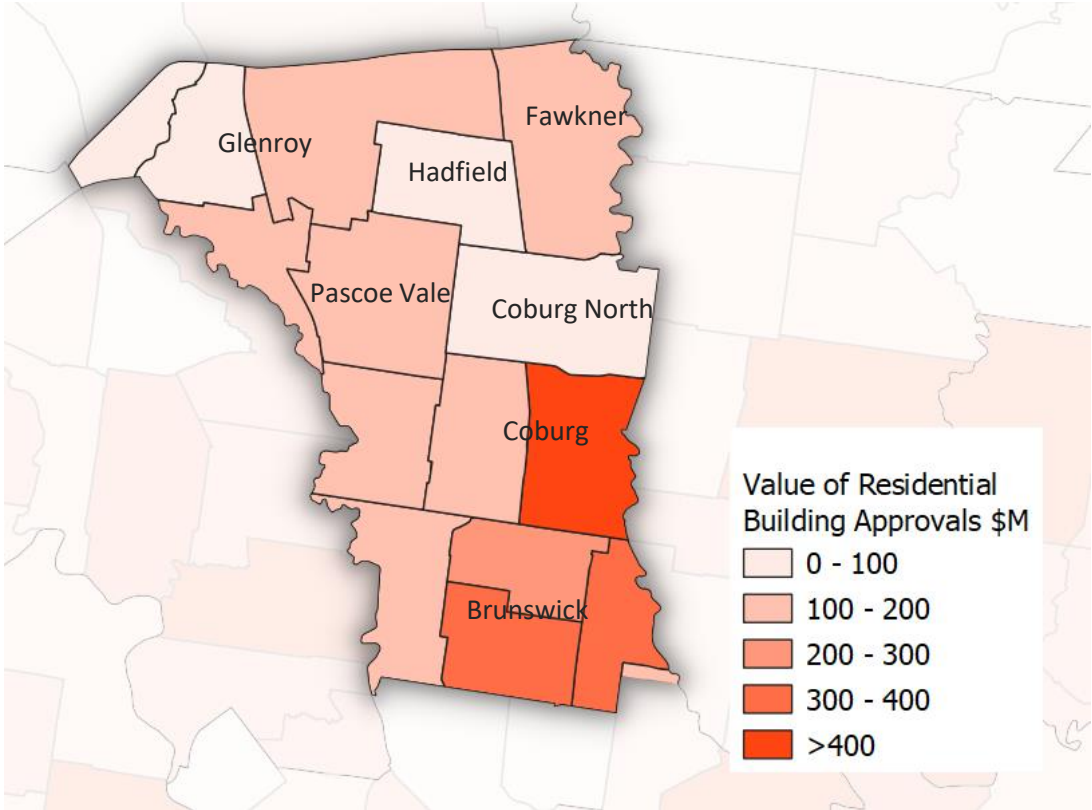 Fawkner
Glenroy
Hadfield
Pascoe Vale
Coburg North
Coburg
Brunswick
Value of Residential
Building Approvals $M
0 - 100
100 - 200
200 - 300
300 - 400
>400